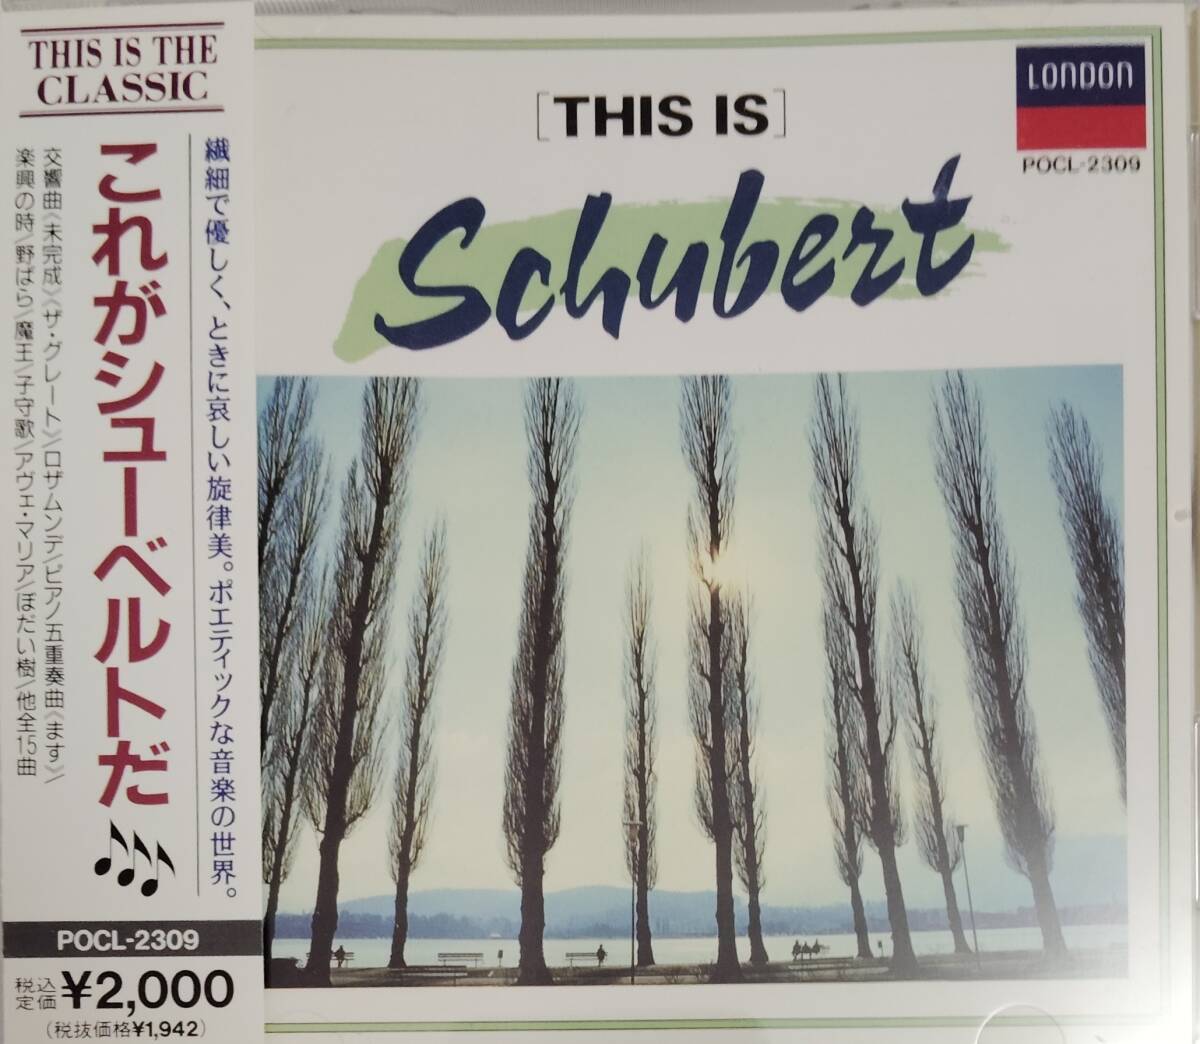 THIS IS THE
CLASSIC
繊細で優しく、ときに哀しい旋律美。ポエティックな音楽の世界。
これがシューベルトだ
交響曲《未完成》《ザ・グレート》/ロザムンデ/ピアノ五重奏曲《ます》/
楽興の時/野ばら/魔王/子守歌/アヴェ・マリア/ぼだい樹/他全15曲
POCL-2309
税込
定価 ¥2,000
(税抜価格¥1,942)
[THIS IS]
Schubert
LONDON
POCL-2309